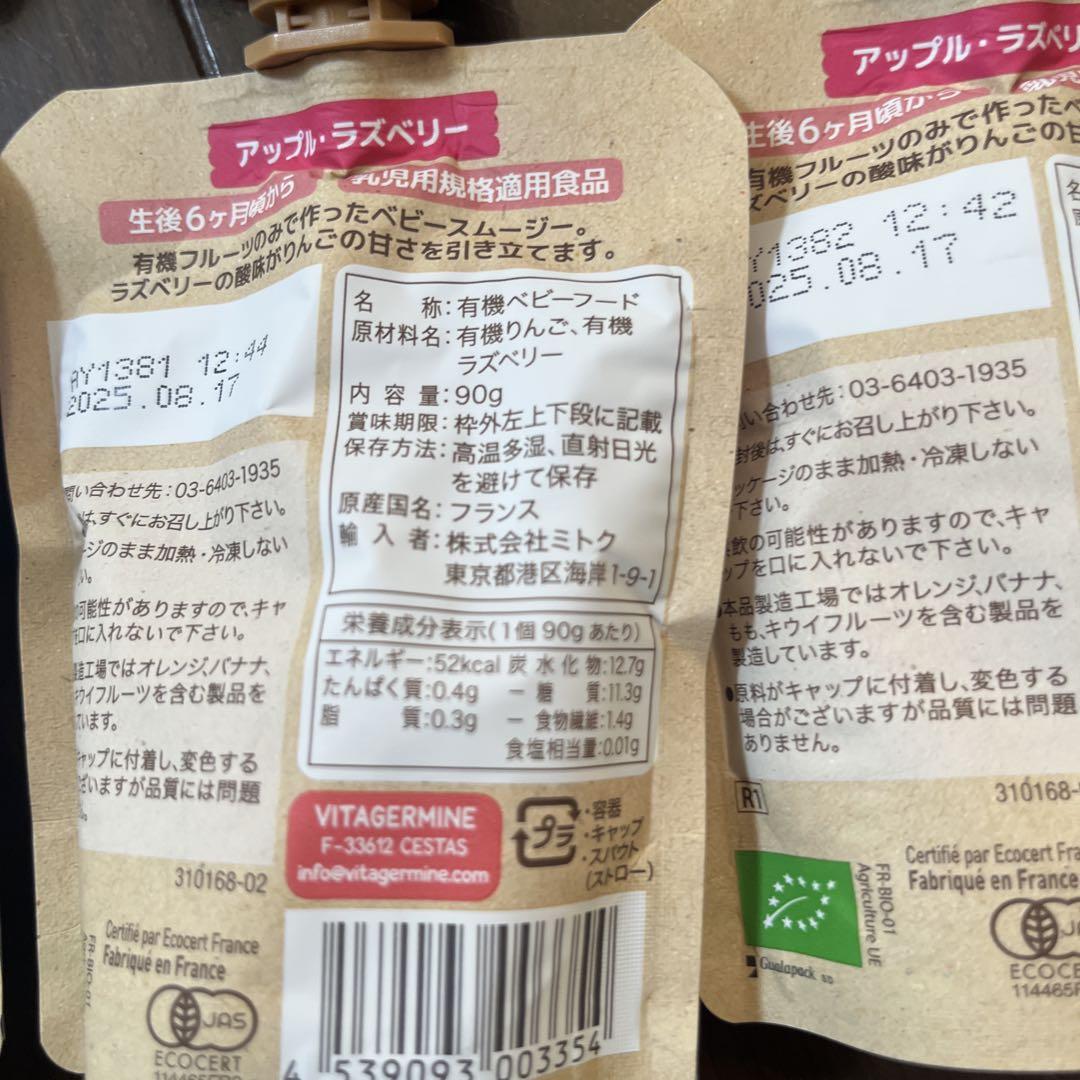 アップル・ラズベリー
生後6ヶ月頃から
乳児用規格適用食品
有機フルーツのみで作ったベビースムージー。
ラズベリーの酸味がりんごの甘さを引き立てます。
AY1381 12:44
2025.08.17
名 称:有機ベビーフード
原材料名:有機りんご、有機
ラズベリー
内容量:90g
賞味期限:枠外左上下段に記載
保存方法:高温多湿、直射日光
を避けて保存
原産国名:フランス
輸入者:株式会社ミトク
東京都港区海岸1-9-1
問い合わせ先:03-6403-1935
は、すぐにお召し上がり下さい。
ージのまま加熱・冷凍しない
い。
可能性がありますので、キャ
を口に入れないで下さい。
造工場ではオレンジ、バナナ、
キウイフルーツを含む製品を
ています。
キャップに付着し、変色する
ざいますが品質には問題
310168-02
栄養成分表示(1個90gあたり)
エネルギー:52kcal 炭水化物:12.7g
たんぱく質:0.4g ー糖質:11.3g
脂質:0.3g ー食物繊維:1.4g
食塩相当量:0.01g
VITAGERMINE
F-33612 CESTAS
info@vitagermine.com
プラ
・容器
・キャップ
・スパウト
(ストロー)
Certifié par Ecocert France
Fabriqué en France
FR-BIO-01
JAS
ECOCERT
4 539093 003354
アップル・ラズベリ
生後6ヶ月頃から
有機フルーツのみで作ったベ
ズベリーの酸味がりんごの甘
Y1382 12:42
025.08.17
い合わせ先:03-6403-1935
封後は、すぐにお召し上がり下さい。
ッケージのまま加熱・冷凍しない
下さい。
飲の可能性がありますので、キャ
ップを口に入れないで下さい。
本品製造工場ではオレンジ、バナナ、
もも、キウイフルーツを含む製品を
製造しています。
●原料がキャップに付着し、変色する
場合がございますが品質には問題
ありません。
R1
310168-
FR-BIO-01
Agriculture UE
Gualapack
Certifié par Ecocert Fra
Fabriqué en France
JA
ECOCE
114465F